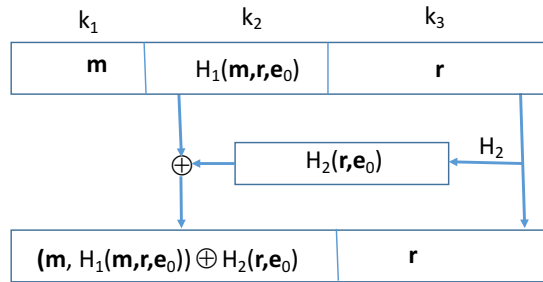 k₁ k₂ k₃
m H₁(m,r,e₀) r
H₂
⊕ H₂(r,e₀)
(m, H₁(m,r,e₀)) ⊕ H₂(r,e₀) r